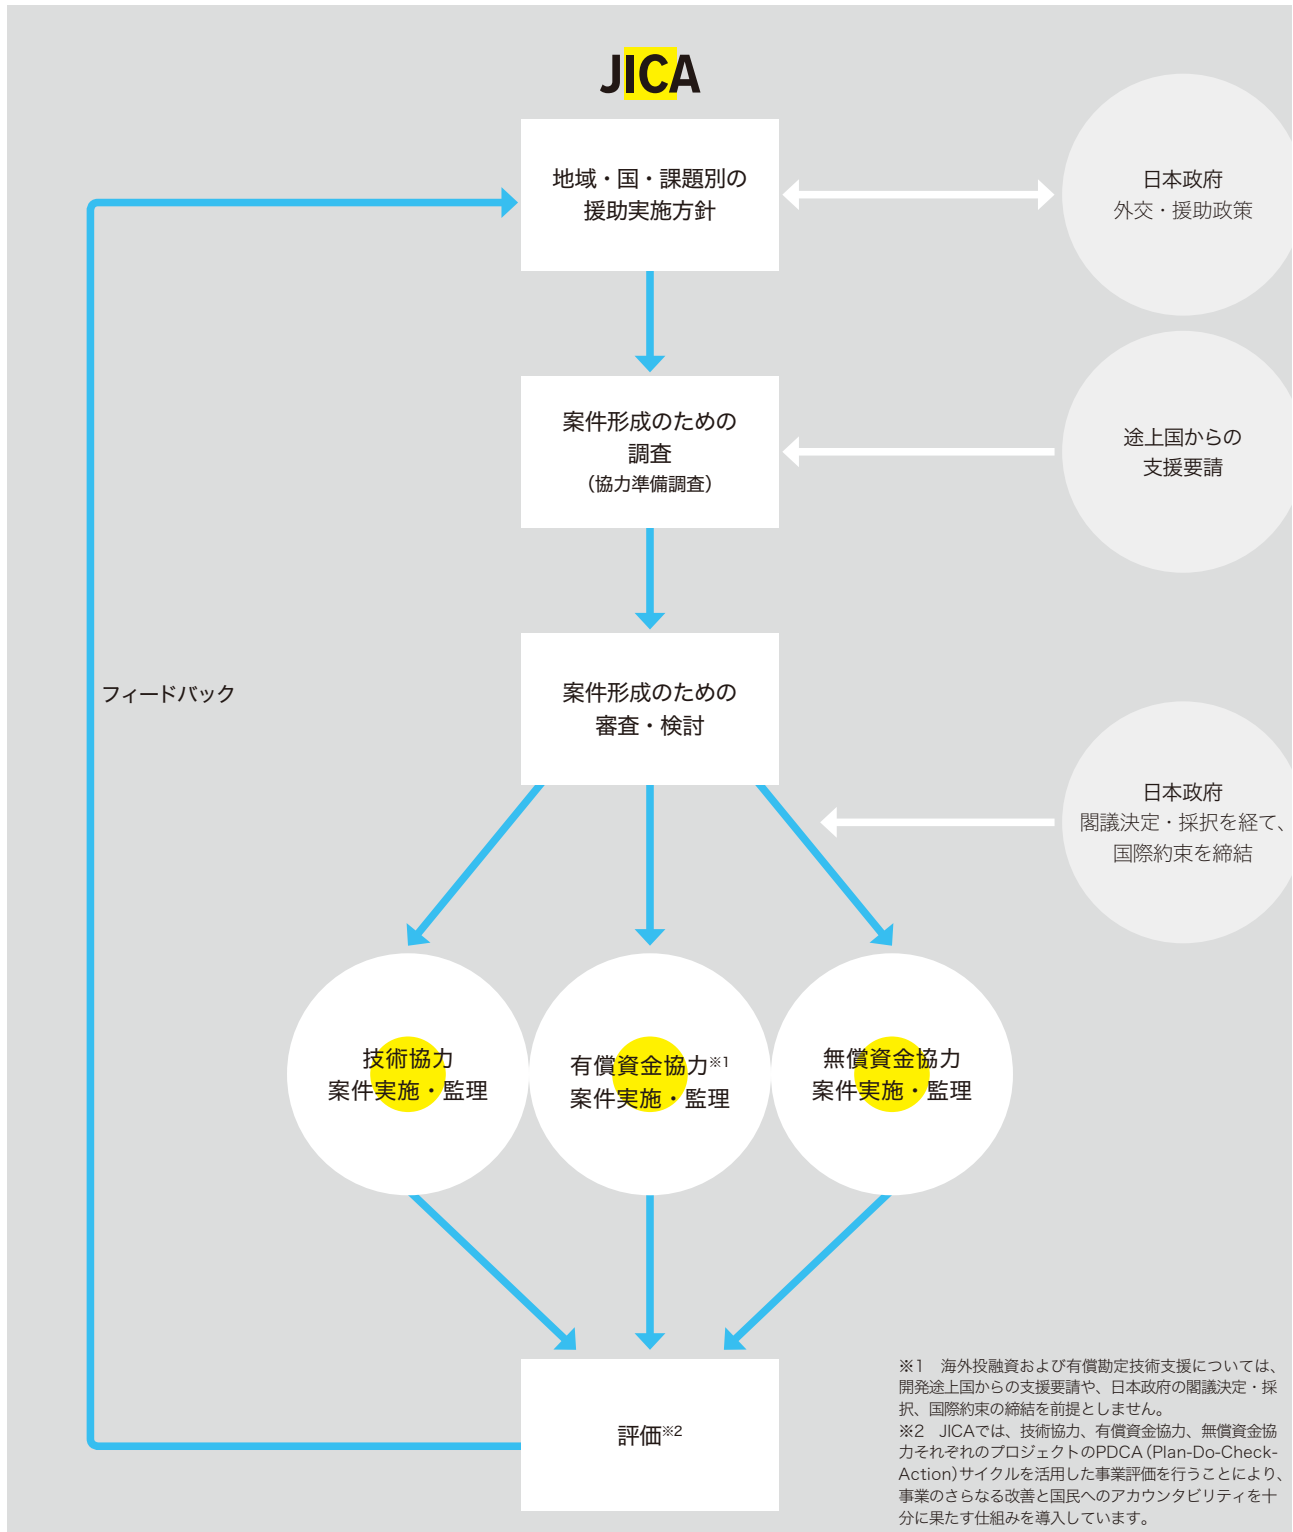 JICA
地域・国・課題別の
援助実施方針
日本政府
外交・援助政策
案件形成のための
調査
（協力準備調査）
途上国からの
支援要請
フィードバック
案件形成のための
審査・検討
日本政府
閣議決定・採択を経て、
国際約束を締結
技術協力
案件実施・監理
有償資金協力※1
案件実施・監理
無償資金協力
案件実施・監理
評価※2
※1　海外投融資および有償勘定技術支援については、
開発途上国からの支援要請や、日本政府の閣議決定・採
択、国際約束の締結を前提としません。
※2　JICAでは、技術協力、有償資金協力、無償資金協
力それぞれのプロジェクトのPDCA（Plan-Do-Check-
Action）サイクルを活用した事業評価を行うことにより、
事業のさらなる改善と国民へのアカウンタビリティを十
分に果たす仕組みを導入しています。